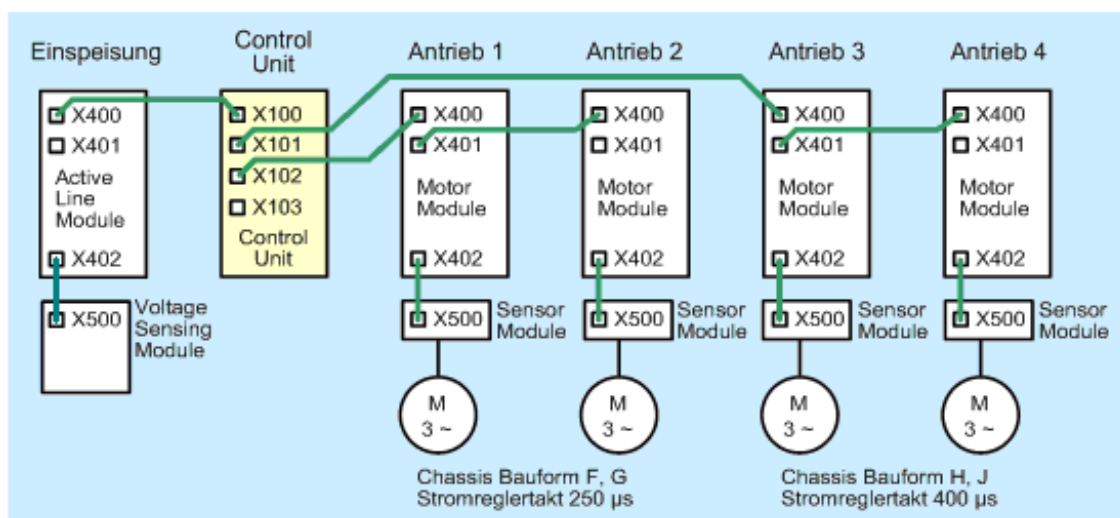 Einspeisung
Control
Unit
Antrieb 1
Antrieb 2
Antrieb 3
Antrieb 4
X400
X401
Active
Line
Module
X402
X500
Voltage
Sensing
Module
X100
X101
X102
X103
Control
Unit
X400
X401
Motor
Module
X402
X500
Sensor
Module
M
3 ~
X400
X401
Motor
Module
X402
X500
Sensor
Module
M
3 ~
Chassis Bauform F, G
Stromreglertakt 250 µs
X400
X401
Motor
Module
X402
X500
Sensor
Module
M
3 ~
X400
X401
Motor
Module
X402
X500
Sensor
Module
M
3 ~
Chassis Bauform H, J
Stromreglertakt 400 µs